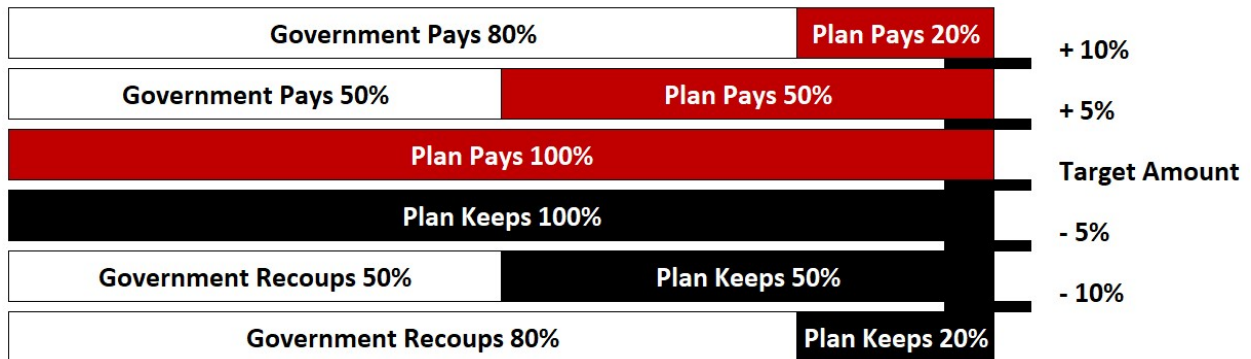 Government Pays 80% Plan Pays 20%
+ 10%
Government Pays 50% Plan Pays 50%
+ 5%
Plan Pays 100%
Target Amount
Plan Keeps 100%
- 5%
Government Recoups 50% Plan Keeps 50%
- 10%
Government Recoups 80% Plan Keeps 20%